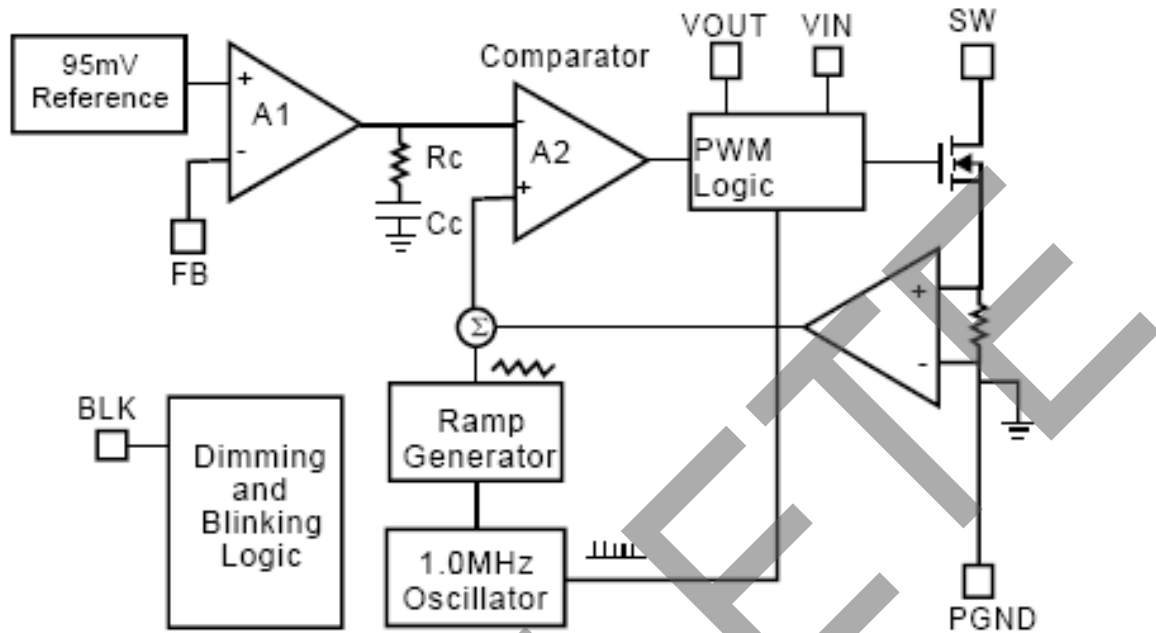 95mV
Reference
+
-
A1
FB
Rc
Cc
Comparator
-
+
A2
VOUT
VIN
SW
PWM
Logic
Σ
+
-
BLK
Dimming
and
Blinking
Logic
Ramp
Generator
1.0MHz
Oscillator
PGND
ETE